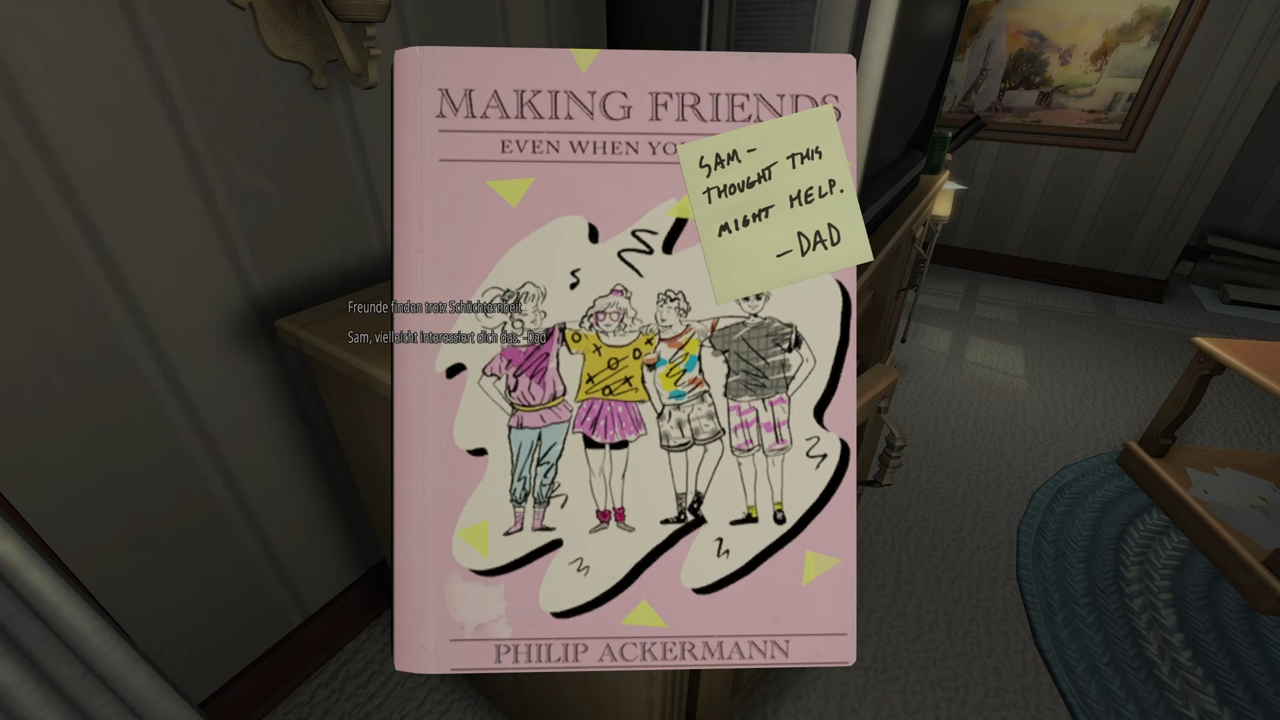 MAKING FRIENDS
EVEN WHEN YO
SAM-
THOUGHT THIS
MIGHT HELP.
-DAD
Freunde finden trotz Schüchternheit
Sam, vielleicht interessiert dich das. -Dad
PHILIP ACKERMANN